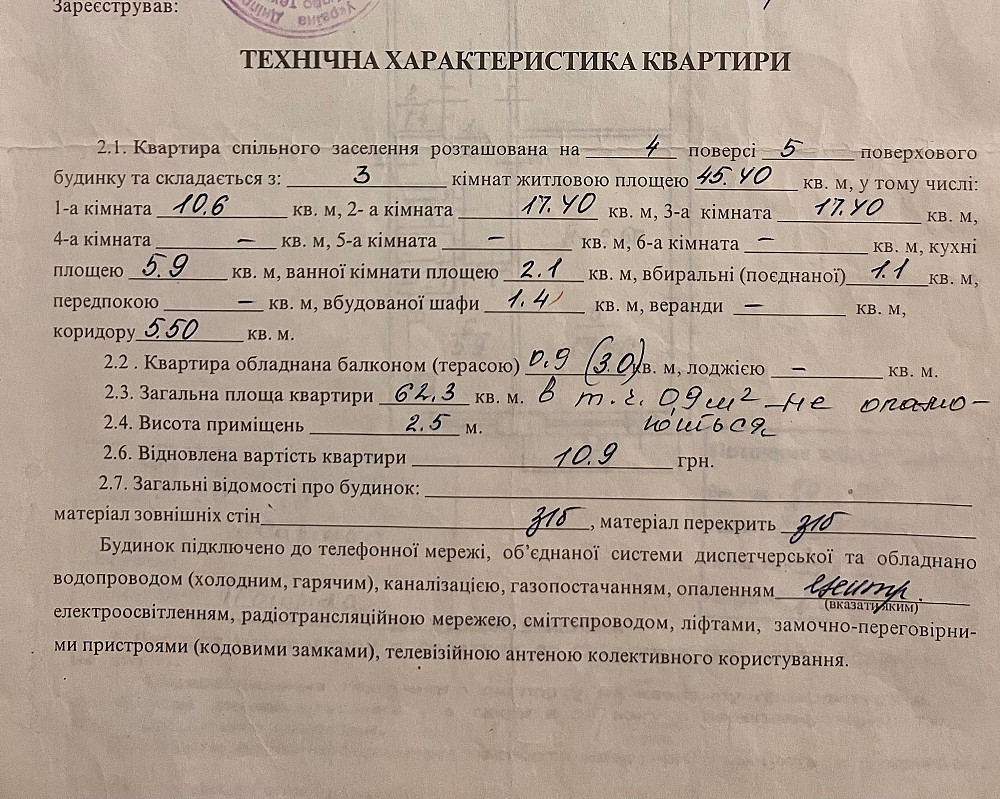 Зареєстрував:
Україна
ТЕХНІЧНА ХАРАКТЕРИСТИКА КВАРТИРИ
2.1. Квартира спільного заселення розташована на 4 поверсі 5 поверхового
будинку та складається з: 3 кімнат житловою площею 45.40 кв. м, у тому числі:
1-а кімната 10.6 кв. м, 2- а кімната 17.40 кв. м, 3-а кімната 17.40 кв. м,
4-а кімната – кв. м, 5-а кімната – кв. м, 6-а кімната – кв. м, кухні
площею 5.9 кв. м, ванної кімнати площею 2.1 кв. м, вбиральні (поєднаної) 1.1 кв. м,
передпокою – кв. м, вбудованої шафи 1.4 кв. м, веранди – кв. м,
коридору 5.50 кв. м.
2.2 . Квартира обладнана балконом (терасою) 0.9 (3.0) кв. м, лоджією – кв. м.
2.3. Загальна площа квартири 62.3 кв. м. в т.ч. 0,9 м² не опалю-
2.4. Висота приміщень 2.5 м. ються
2.6. Відновлена вартість квартири 10.9 грн.
2.7. Загальні відомості про будинок:
матеріал зовнішніх стін з/б, матеріал перекрить з/б
Будинок підключено до телефонної мережі, об’єднаної системи диспетчерської та обладнано
водопроводом (холодним, гарячим), каналізацією, газопостачанням, опаленням центр.
(вказати яким)
електроосвітленням, радіотрансляційною мережею, сміттєпроводом, ліфтами, замочно-переговірни-
ми пристроями (кодовими замками), телевізійною антеною колективного користування.